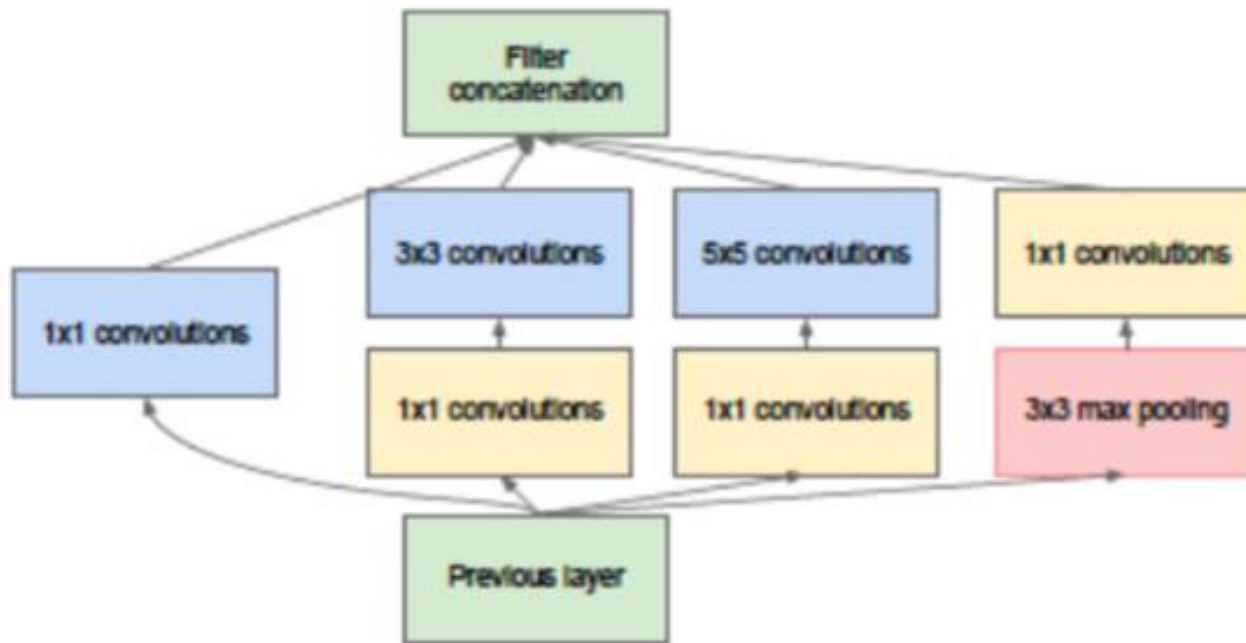 Filter
concatenation
3x3 convolutions
5x5 convolutions
1x1 convolutions
1x1 convolutions
1x1 convolutions
1x1 convolutions
3x3 max pooling
Previous layer